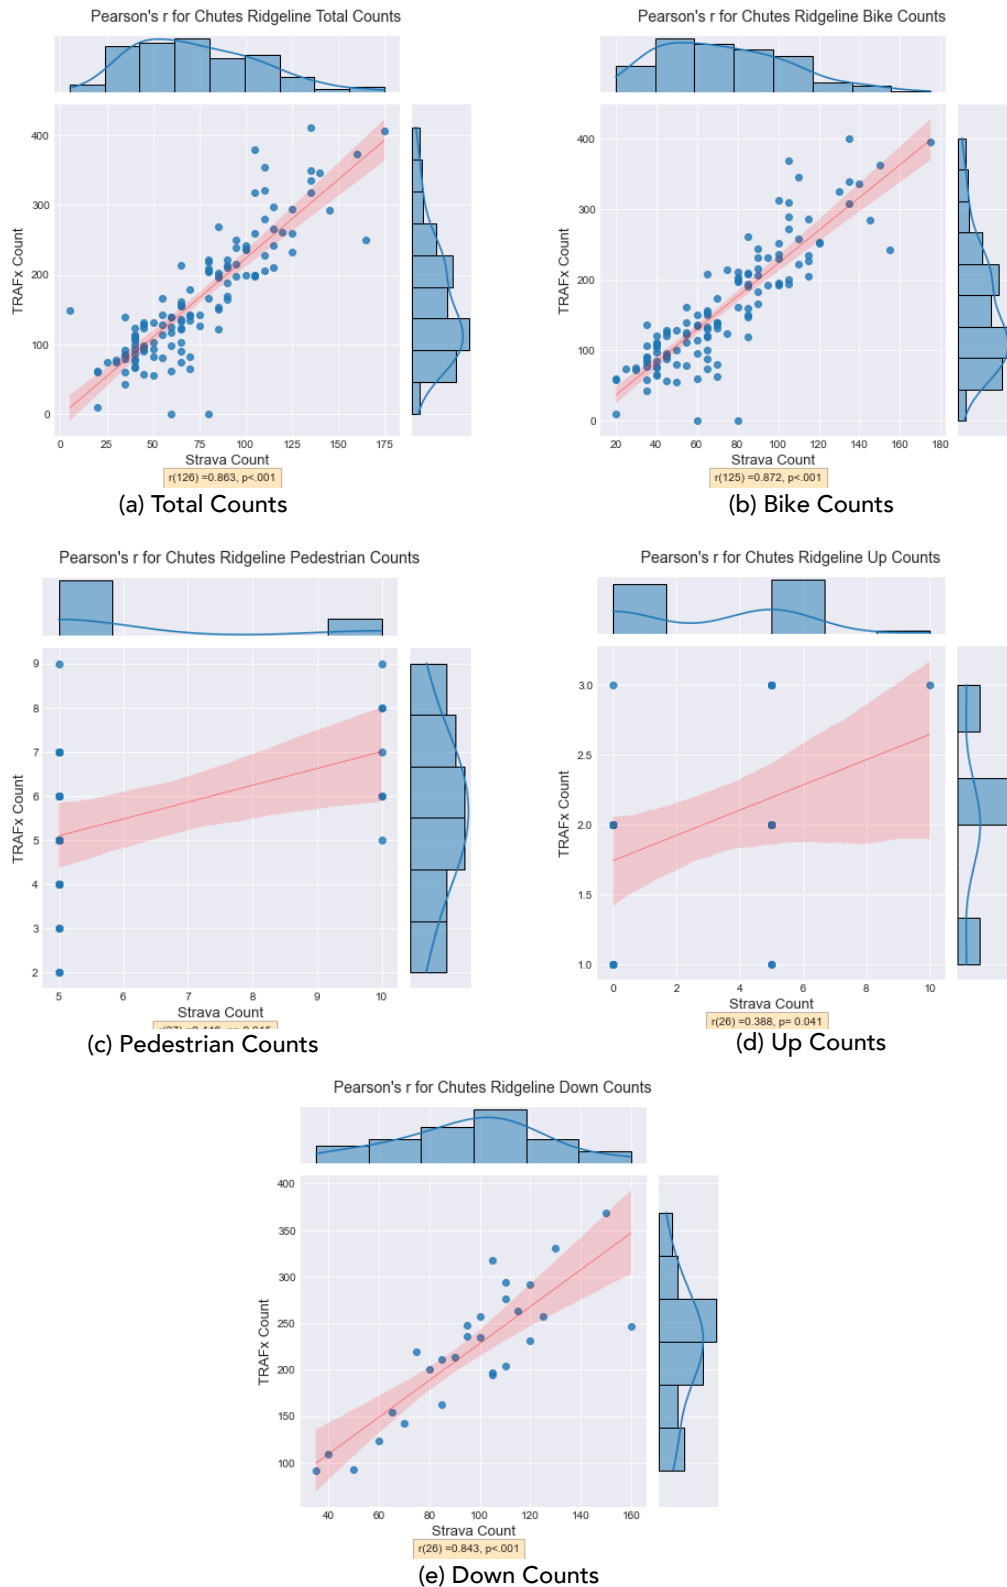 Pearson's r for Chutes Ridgeline Total Counts
400
300
200
100
0
TRAFx Count
0 25 50 75 100 125 150 175
Strava Count
r(126) =0.863, p<.001
(a) Total Counts
Pearson's r for Chutes Ridgeline Bike Counts
400
300
200
100
0
TRAFx Count
20 40 60 80 100 120 140 160 180
Strava Count
r(125) =0.872, p<.001
(b) Bike Counts
Pearson's r for Chutes Ridgeline Pedestrian Counts
9
8
7
6
5
4
3
2
TRAFx Count
5 6 7 8 9 10
Strava Count
(c) Pedestrian Counts
Pearson's r for Chutes Ridgeline Up Counts
3.0
2.5
2.0
1.5
1.0
TRAFx Count
0 2 4 6 8 10
Strava Count
r(26) =0.388, p= 0.041
(d) Up Counts
Pearson's r for Chutes Ridgeline Down Counts
400
350
300
250
200
150
100
TRAFx Count
40 60 80 100 120 140 160
Strava Count
r(26) =0.843, p<.001
(e) Down Counts